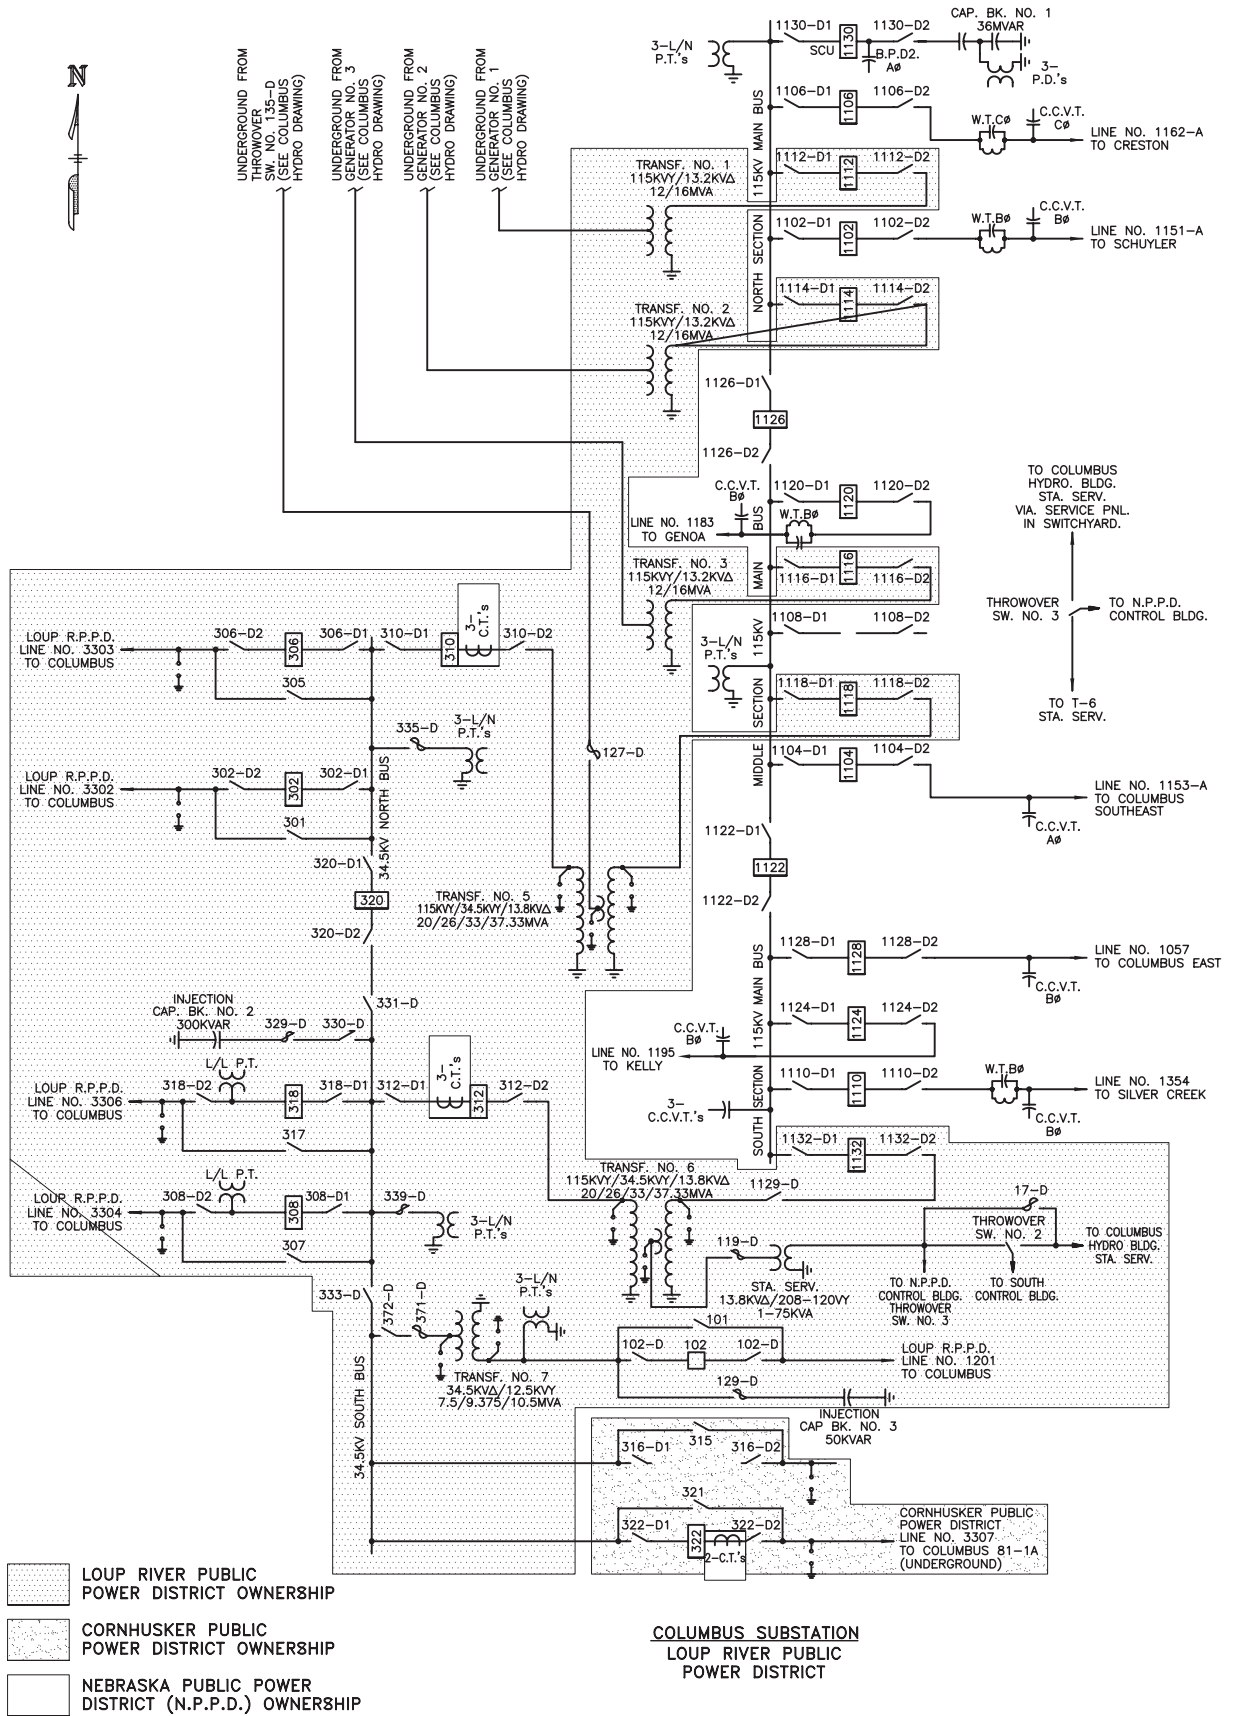 N
UNDERGROUND FROM
THROWOVER
SW. NO. 135-D
(SEE COLUMBUS
HYDRO DRAWING)
UNDERGROUND FROM
GENERATOR NO. 3
(SEE COLUMBUS
HYDRO DRAWING)
UNDERGROUND FROM
GENERATOR NO. 2
(SEE COLUMBUS
HYDRO DRAWING)
UNDERGROUND FROM
GENERATOR NO. 1
(SEE COLUMBUS
HYDRO DRAWING)
3-L/N
P.T.'s
1130-D1
1130
1130-D2
SCU
B.P.D2.
AØ
CAP. BK. NO. 1
36MVAR
3-
P.D.'s
1106-D1
1106
1106-D2
W.T.CØ
C.C.V.T.
CØ
LINE NO. 1162-A
TO CRESTON
115KV MAIN BUS
NORTH SECTION
TRANSF. NO. 1
115KVY/13.2KVΔ
12/16MVA
1112-D1
1112
1112-D2
1102-D1
1102
1102-D2
W.T.BØ
C.C.V.T.
BØ
LINE NO. 1151-A
TO SCHUYLER
1114-D1
1114
1114-D2
TRANSF. NO. 2
115KVY/13.2KVΔ
12/16MVA
1126-D1
1126
1126-D2
C.C.V.T.
BØ
1120-D1
1120
1120-D2
LINE NO. 1183
TO GENOA
W.T.BØ
TO COLUMBUS
HYDRO. BLDG.
STA. SERV.
VIA. SERVICE PNL.
IN SWITCHYARD.
THROWOVER
SW. NO. 3
TO N.P.P.D.
CONTROL BLDG.
TO T-6
STA. SERV.
MIDDLE SECTION 115KV MAIN BUS
TRANSF. NO. 3
115KVY/13.2KVΔ
12/16MVA
1116-D1
1116
1116-D2
1108-D1
1108-D2
3-L/N
P.T.'s
1118-D1
1118
1118-D2
1104-D1
1104
1104-D2
LINE NO. 1153-A
TO COLUMBUS
SOUTHEAST
C.C.V.T.
AØ
LOUP R.P.P.D.
LINE NO. 3303
TO COLUMBUS
306-D2
306
306-D1
310-D1
310
3-
C.T.'s
310-D2
305
335-D
3-L/N
P.T.'s
127-D
LOUP R.P.P.D.
LINE NO. 3302
TO COLUMBUS
302-D2
302
302-D1
301
34.5KV NORTH BUS
320-D1
320
320-D2
TRANSF. NO. 5
115KVY/34.5KVY/13.8KVΔ
20/26/33/37.33MVA
1122-D1
1122
1122-D2
1128-D1
1128
1128-D2
LINE NO. 1057
TO COLUMBUS EAST
C.C.V.T.
BØ
SOUTH SECTION 115KV MAIN BUS
1124-D1
1124
1124-D2
C.C.V.T.
BØ
LINE NO. 1195
TO KELLY
1110-D1
1110
1110-D2
W.T.BØ
C.C.V.T.
BØ
LINE NO. 1354
TO SILVER CREEK
3-
C.C.V.T.'s
331-D
INJECTION
CAP. BK. NO. 2
300KVAR
329-D
330-D
L/L P.T.
LOUP R.P.P.D.
LINE NO. 3306
TO COLUMBUS
318-D2
318
318-D1
312-D1
3-
C.T.'s
312
312-D2
317
1132-D1
1132
1132-D2
TRANSF. NO. 6
115KVY/34.5KVY/13.8KVΔ
20/26/33/37.33MVA
1129-D
L/L P.T.
LOUP R.P.P.D.
LINE NO. 3304
TO COLUMBUS
308-D2
308
308-D1
339-D
3-L/N
P.T.'s
307
17-D
THROWOVER
SW. NO. 2
TO COLUMBUS
HYDRO BLDG.
STA. SERV.
119-D
STA. SERV.
13.8KVΔ/208-120VY
1-75KVA
TO N.P.P.D.
CONTROL BLDG.
THROWOVER
SW. NO. 3
TO SOUTH
CONTROL BLDG.
333-D
372-D
371-D
3-L/N
P.T.'s
TRANSF. NO. 7
34.5KVΔ/12.5KVY
7.5/9.375/10.5MVA
101
102-D
102
102-D
LOUP R.P.P.D.
LINE NO. 1201
TO COLUMBUS
129-D
INJECTION
CAP BK. NO. 3
50KVAR
34.5KV SOUTH BUS
315
316-D1
316-D2
321
322-D1
322
322-D2
2-C.T.'s
CORNHUSKER PUBLIC
POWER DISTRICT
LINE NO. 3307
TO COLUMBUS 81-1A
(UNDERGROUND)
LOUP RIVER PUBLIC
POWER DISTRICT OWNERSHIP
CORNHUSKER PUBLIC
POWER DISTRICT OWNERSHIP
NEBRASKA PUBLIC POWER
DISTRICT (N.P.P.D.) OWNERSHIP
COLUMBUS SUBSTATION
LOUP RIVER PUBLIC
POWER DISTRICT